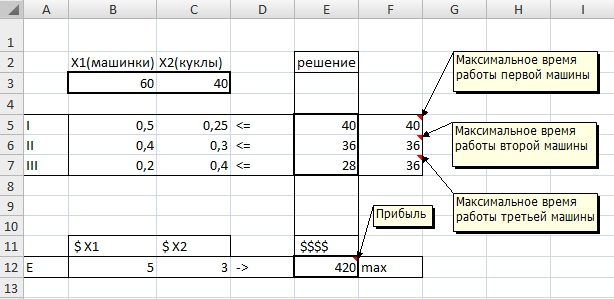 A B C D E F G H I
1
2 X1(машинки) X2(куклы) решение
3 60 40
4
5 I 0,5 0,25 <= 40 40
6 II 0,4 0,3 <= 36 36
7 III 0,2 0,4 <= 28 36
8
9
10
11 $ X1 $ X2 $$$$
12 E 5 3 -> 420 max
13
Максимальное время
работы первой машины
Максимальное время
работы второй машины
Максимальное время
работы третьей машины
Прибыль